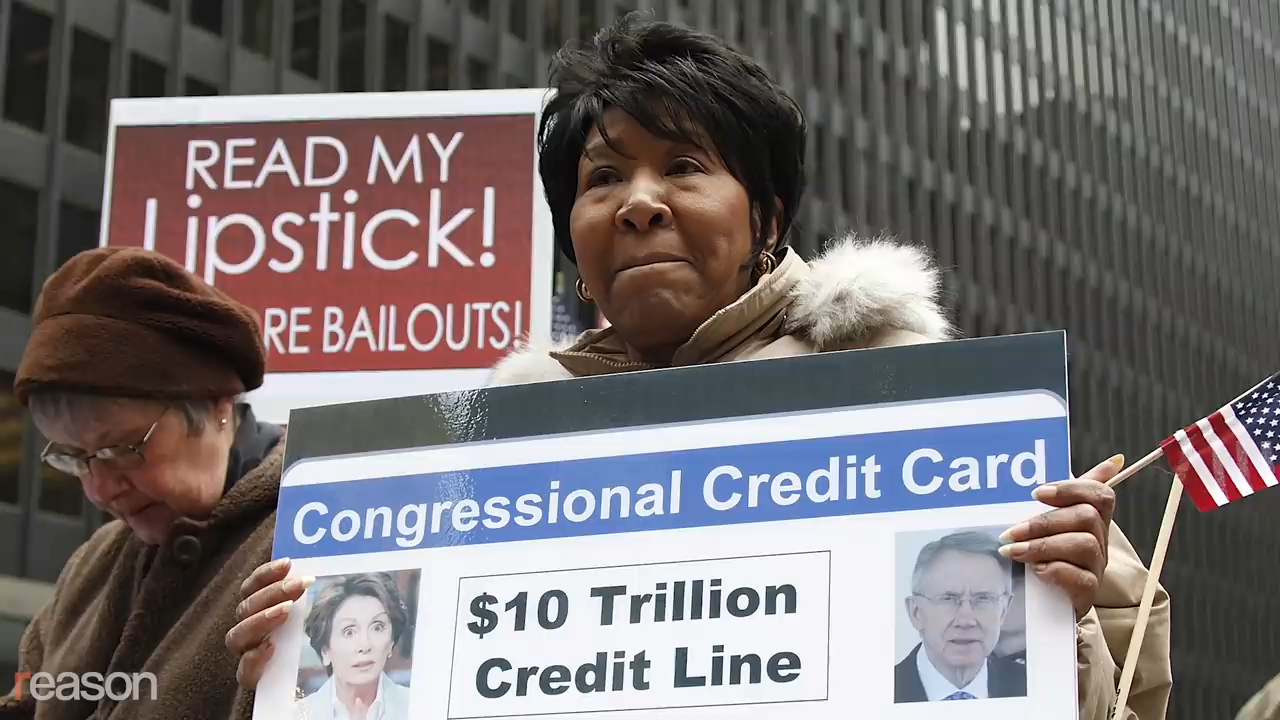 READ MY
Lipstick!
RE BAILOUTS!
Congressional Credit Card
$10 Trillion
Credit Line
reason